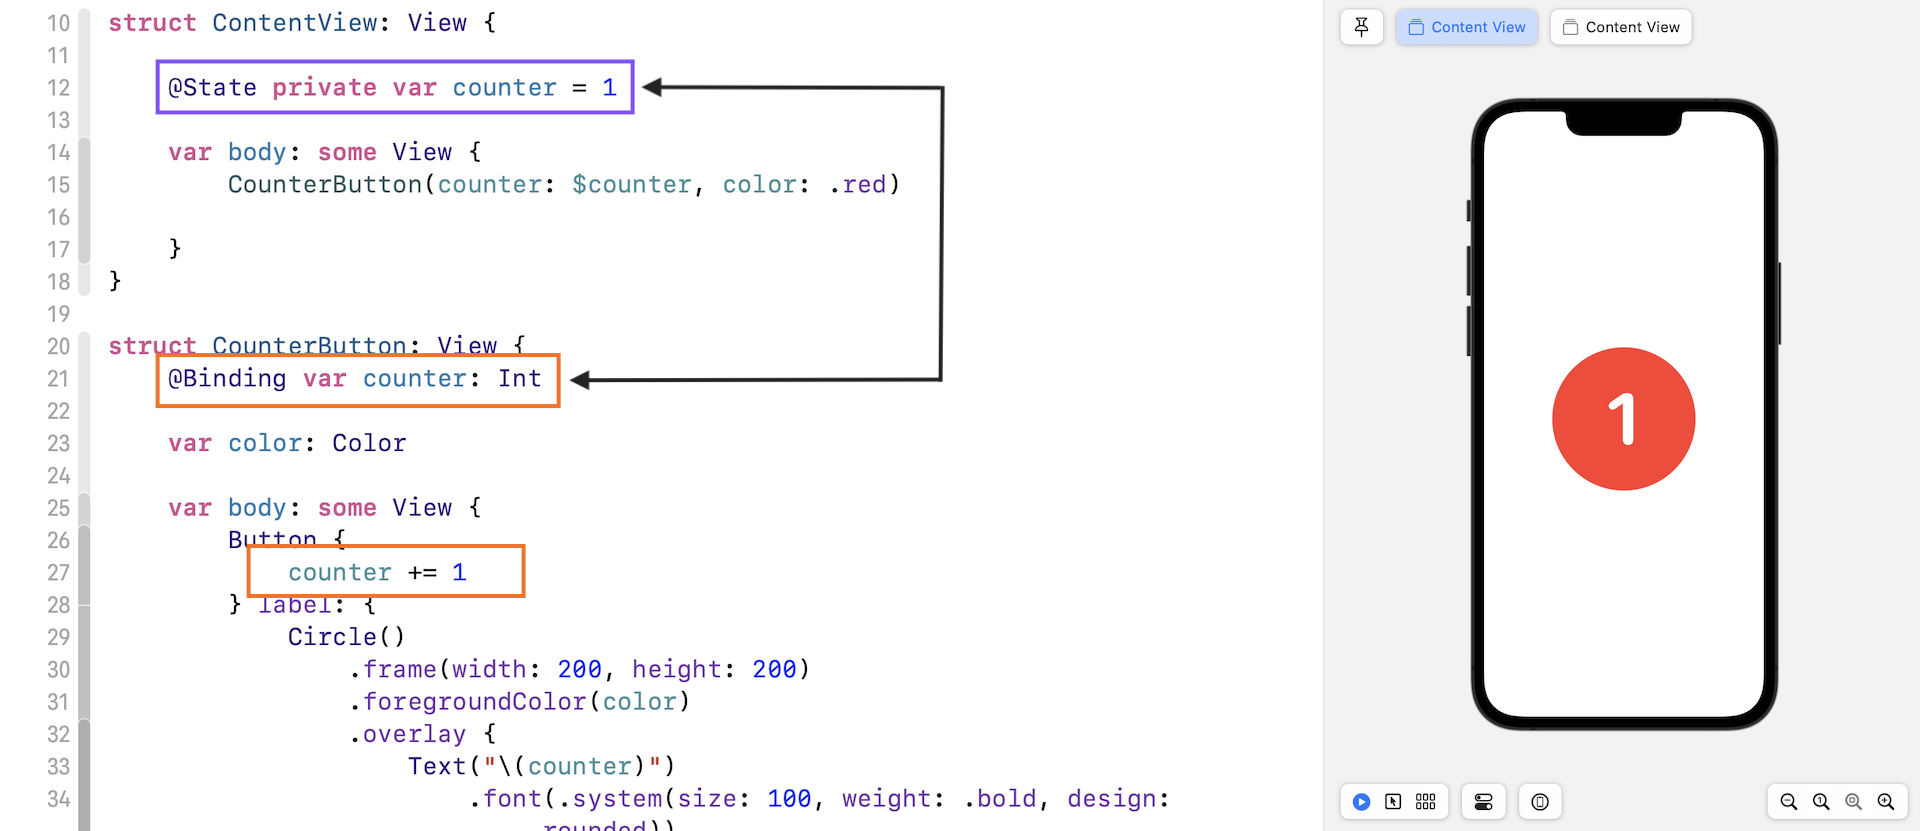 10 struct ContentView: View {
11
12 @State private var counter = 1
13
14 var body: some View {
15 CounterButton(counter: $counter, color: .red)
16
17 }
18 }
19
20 struct CounterButton: View {
21 @Binding var counter: Int
22
23 var color: Color
24
25 var body: some View {
26 Button {
27 counter += 1
28 } label: {
29 Circle()
30 .frame(width: 200, height: 200)
31 .foregroundColor(color)
32 .overlay {
33 Text("\(counter)")
34 .font(.system(size: 100, weight: .bold, design:
rounded))
Content View
Content View
1